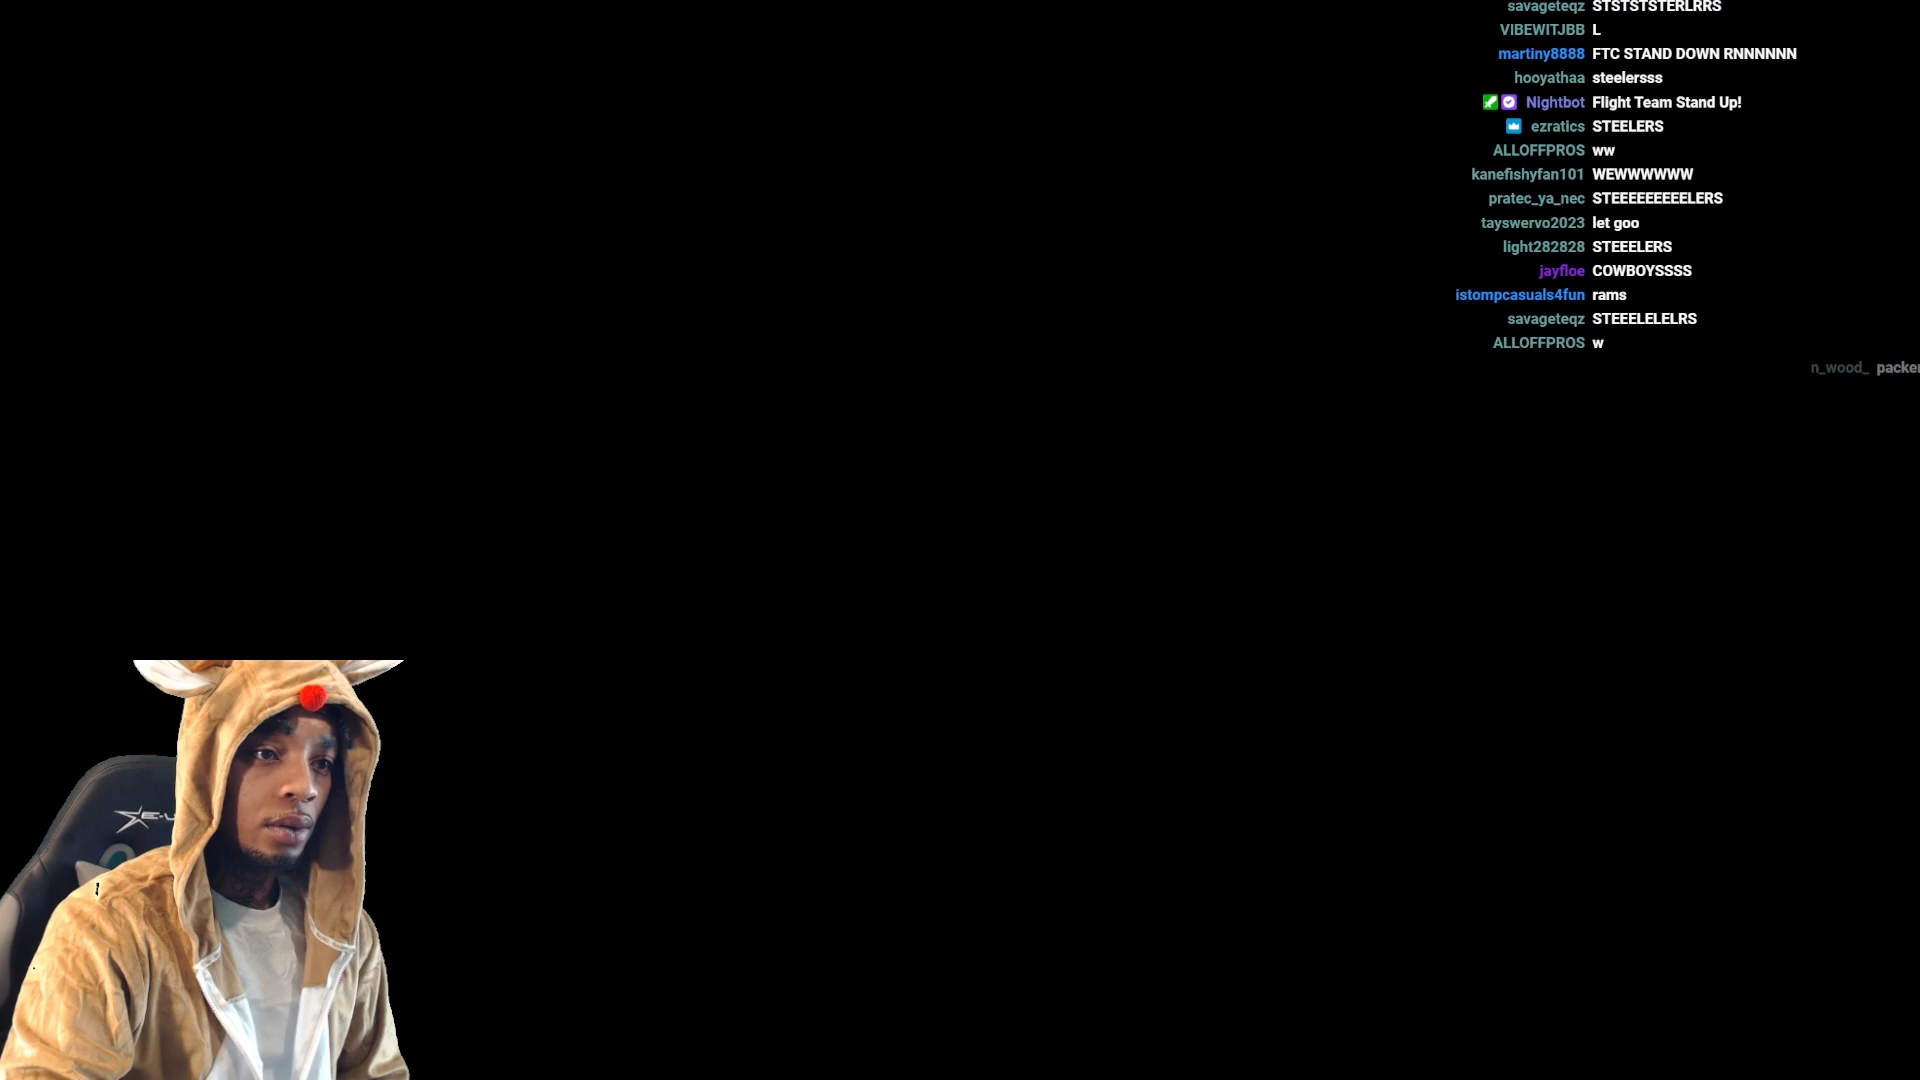 savageteqz STSTSTSTERLRRS
VIBEWITJBB L
martiny8888 FTC STAND DOWN RNNNNNN
hooyathaa steelersss
Nightbot Flight Team Stand Up!
ezratics STEELERS
ALLOFFPROS ww
kanefishyfan101 WEWWWWWW
pratec_ya_nec STEEEEEEEEELERS
tayswervo2023 let goo
light282828 STEEELERS
jayfloe COWBOYSSSS
istompcasuals4fun rams
savageteqz STEEELELELRS
ALLOFFPROS w
n_wood_ packer